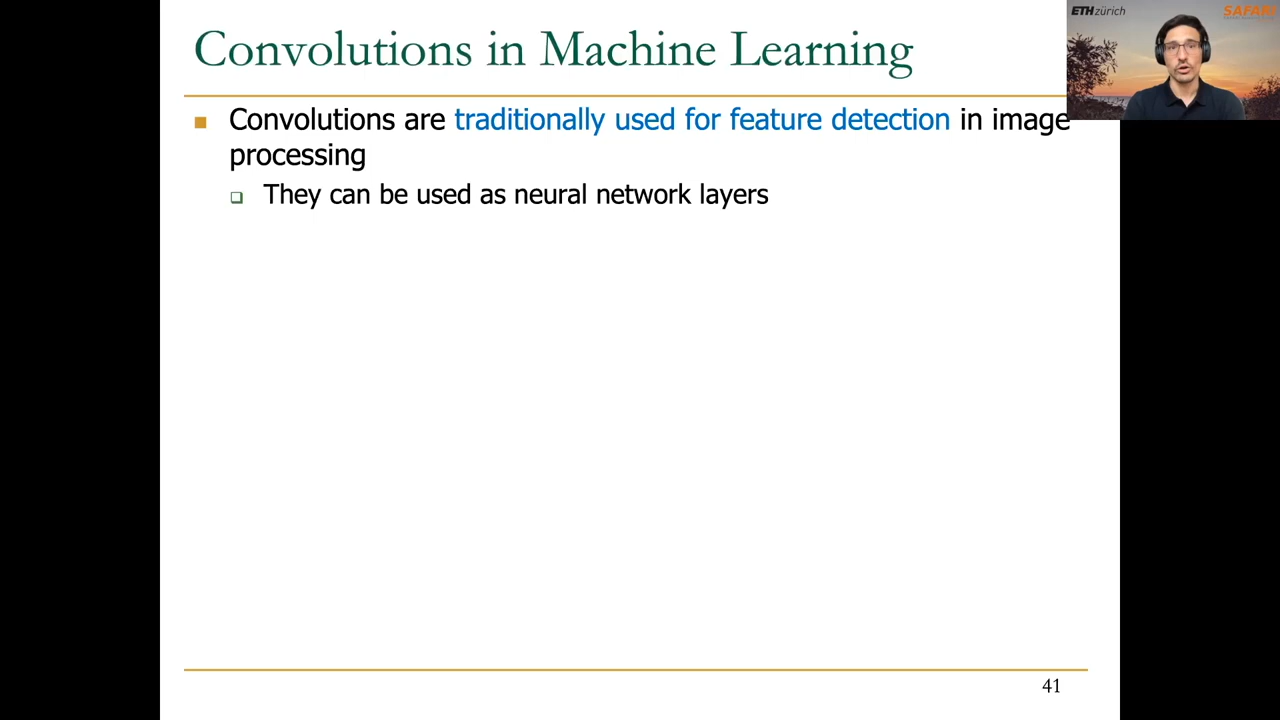 Convolutions in Machine Learning
ETH zürich
SAFARI
Convolutions are traditionally used for feature detection in image
processing
They can be used as neural network layers
41